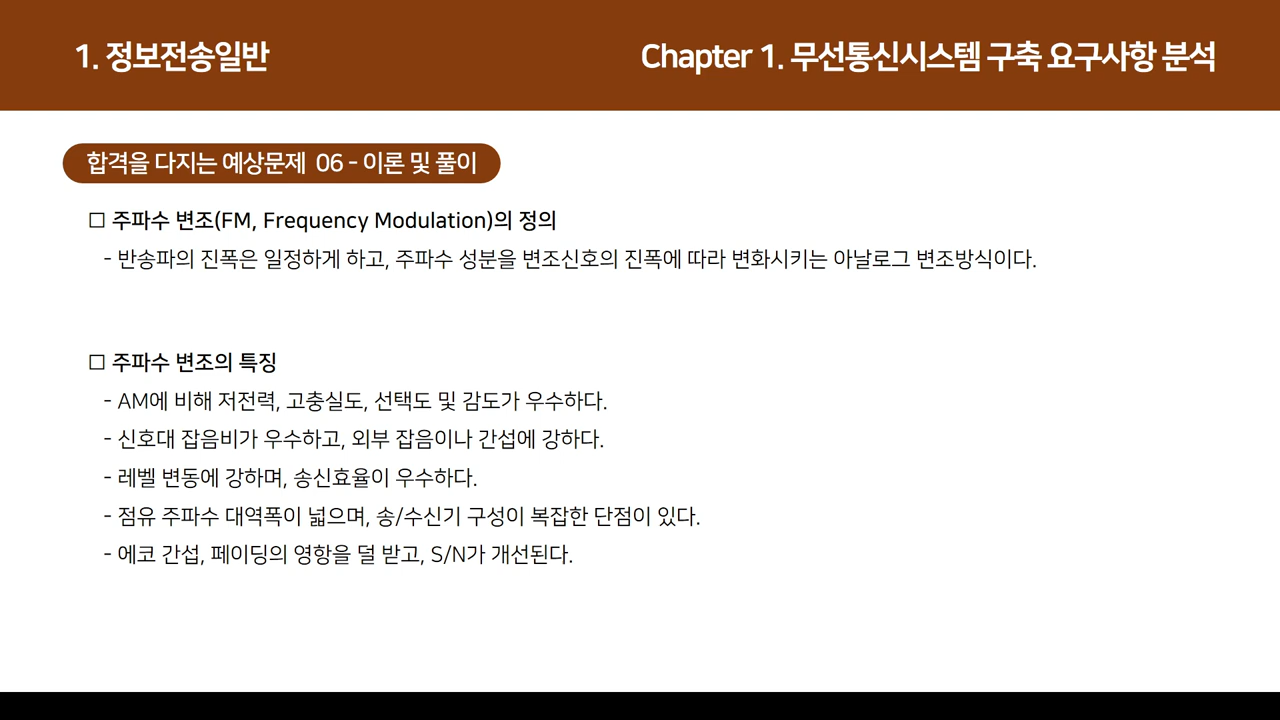 1. 정보전송일반
Chapter 1. 무선통신시스템 구축 요구사항 분석
합격을 다지는 예상문제 06 - 이론 및 풀이
□ 주파수 변조(FM, Frequency Modulation)의 정의
- 반송파의 진폭은 일정하게 하고, 주파수 성분을 변조신호의 진폭에 따라 변화시키는 아날로그 변조방식이다.
□ 주파수 변조의 특징
- AM에 비해 저전력, 고충실도, 선택도 및 감도가 우수하다.
- 신호대 잡음비가 우수하고, 외부 잡음이나 간섭에 강하다.
- 레벨 변동에 강하며, 송신효율이 우수하다.
- 점유 주파수 대역폭이 넓으며, 송/수신기 구성이 복잡한 단점이 있다.
- 에코 간섭, 페이딩의 영향을 덜 받고, S/N가 개선된다.